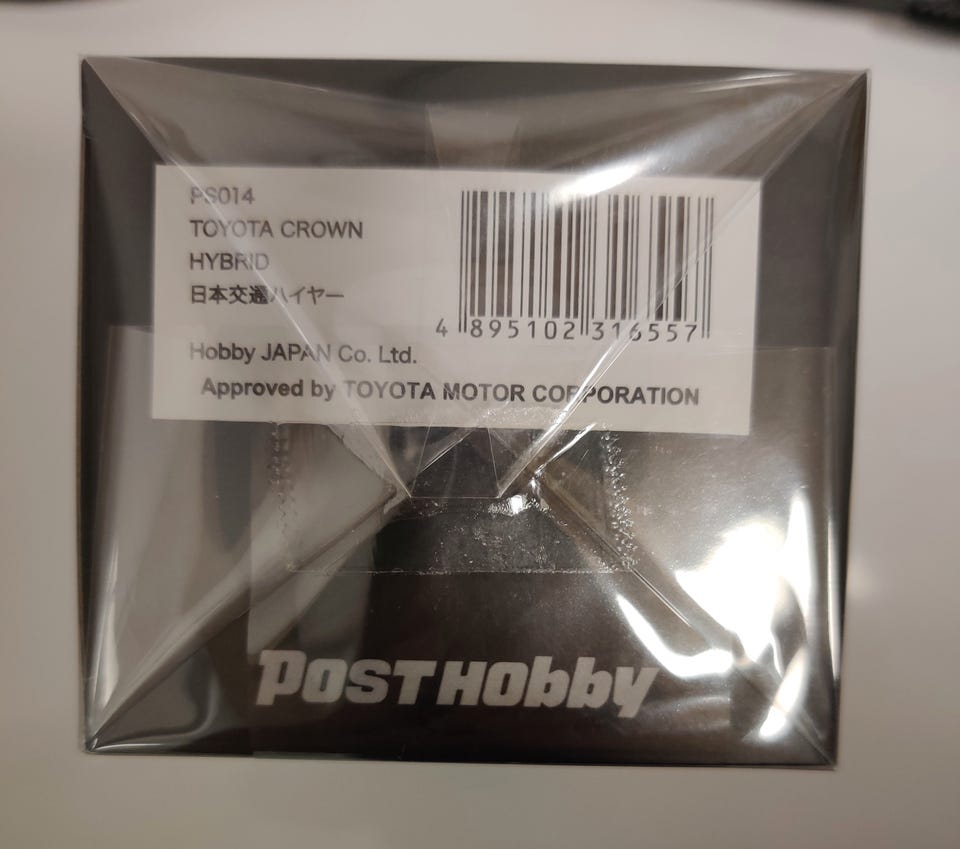 PS014
TOYOTA CROWN
HYBRID
日本交通ハイヤー
4 895102 316557
Hobby JAPAN Co. Ltd.
Approved by TOYOTA MOTOR CORPORATION
POSTHobby